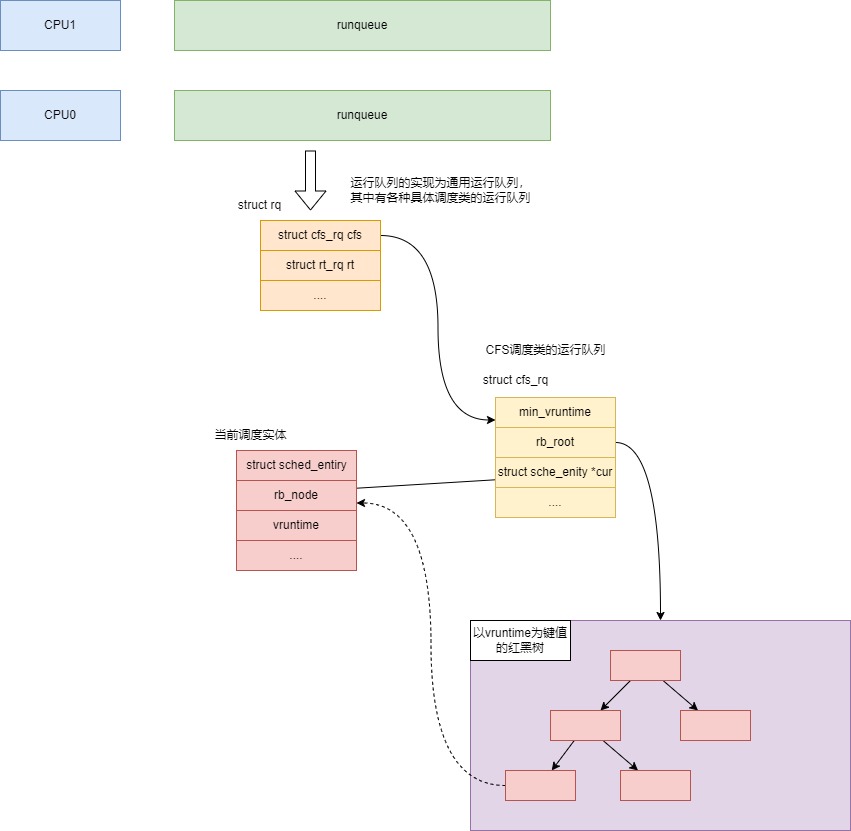 CPU1
runqueue
CPU0
runqueue
运行队列的实现为通用运行队列，
其中有各种具体调度类的运行队列
struct rq
struct cfs_rq cfs
struct rt_rq rt
....
CFS调度类的运行队列
struct cfs_rq
min_vruntime
rb_root
struct sche_enity *cur
....
当前调度实体
struct sched_entiry
rb_node
vruntime
....
以vruntime为键值
的红黑树